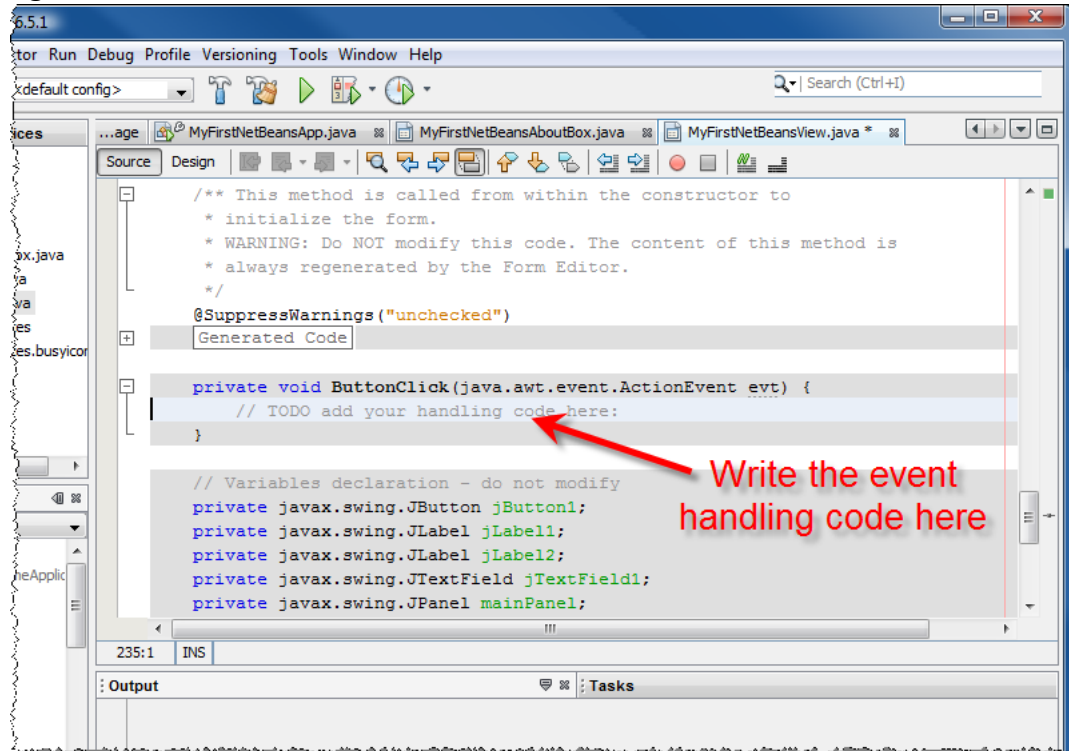 6.5.1
tor Run Debug Profile Versioning Tools Window Help
<default config>
Search (Ctrl+I)
ices
...age MyFirstNetBeansApp.java MyFirstNetBeansAboutBox.java MyFirstNetBeansView.java *
Source Design
/** This method is called from within the constructor to
* initialize the form.
* WARNING: Do NOT modify this code. The content of this method is
* always regenerated by the Form Editor.
*/
@SuppressWarnings("unchecked")
Generated Code
private void ButtonClick(java.awt.event.ActionEvent evt) {
// TODO add your handling code here:
}
// Variables declaration - do not modify
private javax.swing.JButton jButton1;
private javax.swing.JLabel jLabel1;
private javax.swing.JLabel jLabel2;
private javax.swing.JTextField jTextField1;
private javax.swing.JPanel mainPanel;
Write the event
handling code here
ox.java
a
va
es
es.busyicor
heApplic
235:1 INS
Output
Tasks